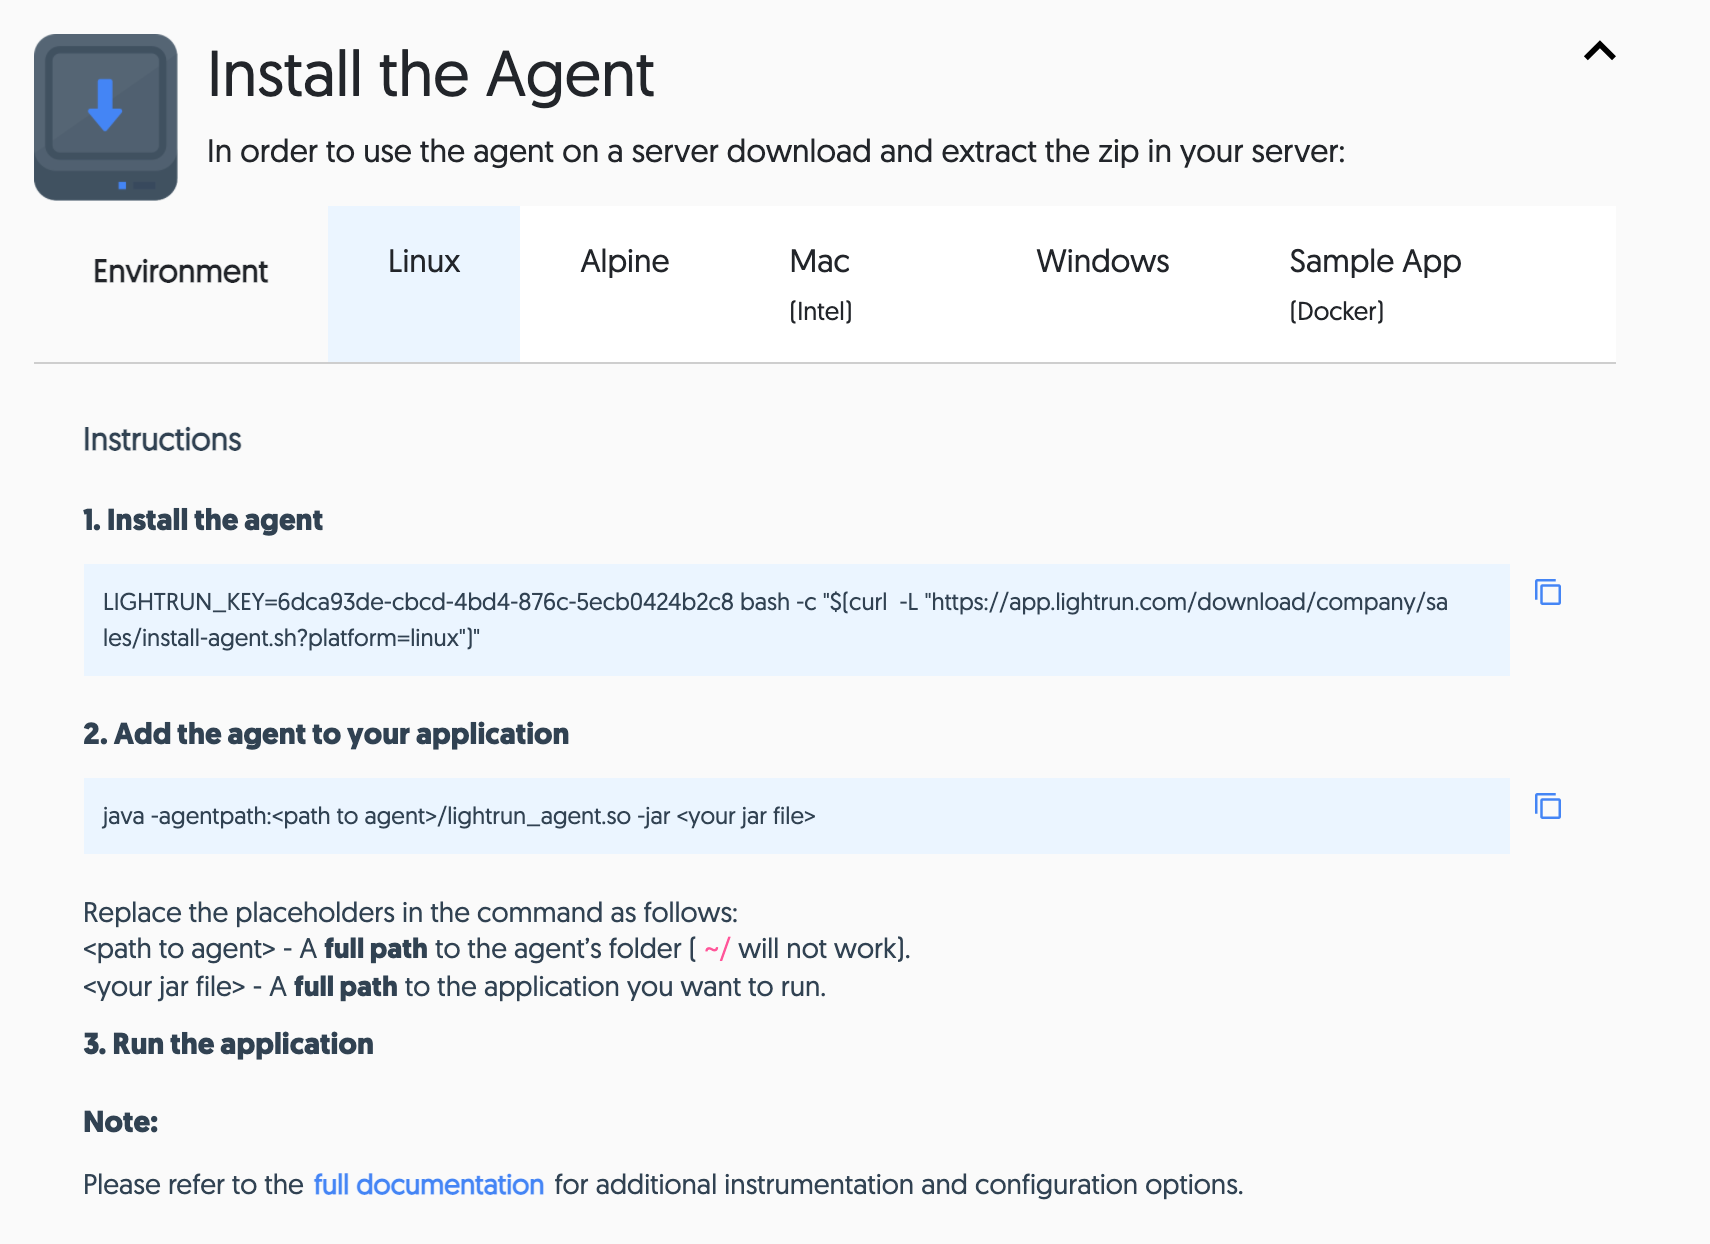 Install the Agent
In order to use the agent on a server download and extract the zip in your server:
Environment
Linux
Alpine
Mac
(Intel)
Windows
Sample App
(Docker)
Instructions
1. Install the agent
LIGHTRUN_KEY=6dca93de-cbcd-4bd4-876c-5ecb0424b2c8 bash -c "$(curl  -L "https://app.lightrun.com/download/company/sa
les/install-agent.sh?platform=linux")"
2. Add the agent to your application
java -agentpath:<path to agent>/lightrun_agent.so -jar <your jar file>
Replace the placeholders in the command as follows:
<path to agent> - A full path to the agent’s folder ( ~/ will not work).
<your jar file> - A full path to the application you want to run.
3. Run the application
Note:
Please refer to the full documentation for additional instrumentation and configuration options.